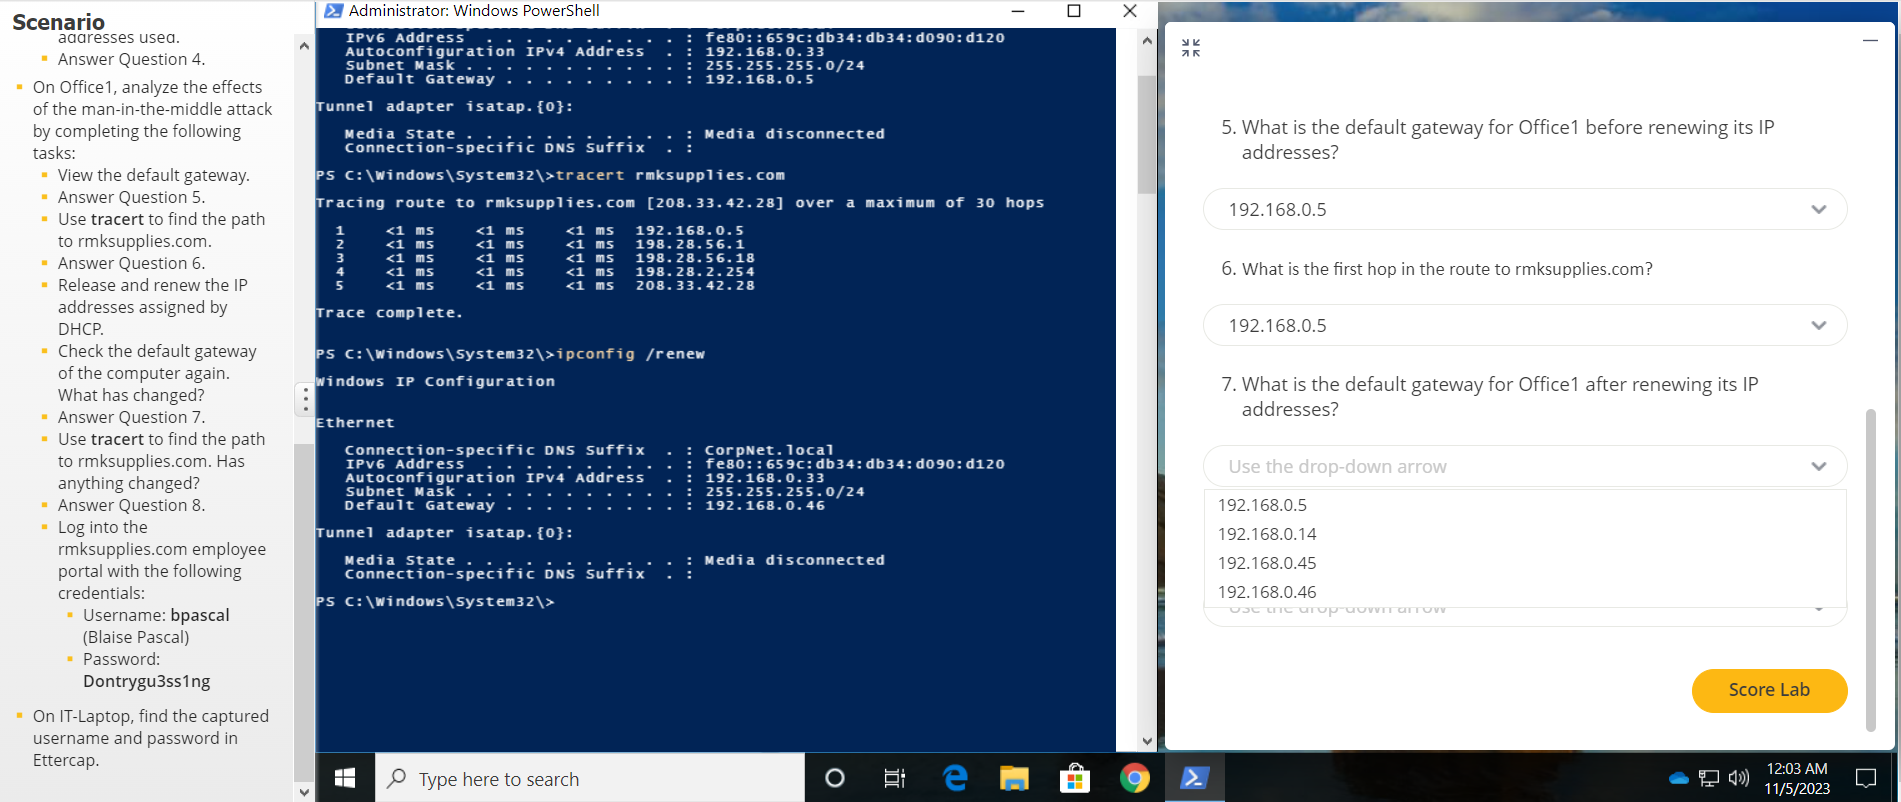 Scenario
addresses used.
Answer Question 4.
On Office1, analyze the effects
of the man-in-the-middle attack
by completing the following
tasks:
View the default gateway.
Answer Question 5.
Use tracert to find the path
to rmksupplies.com.
Answer Question 6.
Release and renew the IP
addresses assigned by
DHCP.
Check the default gateway
of the computer again.
What has changed?
Answer Question 7.
Use tracert to find the path
to rmksupplies.com. Has
anything changed?
Answer Question 8.
Log into the
rmksupplies.com employee
portal with the following
credentials:
Username: bpascal
(Blaise Pascal)
Password:
Dontrygu3ss1ng
On IT-Laptop, find the captured
username and password in
Ettercap.
Administrator: Windows PowerShell
IPv6 Address . . . . . . . . . . . : fe80::659c:db34:db34:d090:d120
Autoconfiguration IPv4 Address . . : 192.168.0.33
Subnet Mask . . . . . . . . . . . : 255.255.255.0/24
Default Gateway . . . . . . . . . : 192.168.0.5
Tunnel adapter isatap.{0}:
Media State . . . . . . . . . . . : Media disconnected
Connection-specific DNS Suffix . :
PS C:\Windows\System32\>tracert rmksupplies.com
Tracing route to rmksupplies.com [208.33.42.28] over a maximum of 30 hops
1 <1 ms <1 ms <1 ms 192.168.0.5
2 <1 ms <1 ms <1 ms 198.28.56.1
3 <1 ms <1 ms <1 ms 198.28.56.18
4 <1 ms <1 ms <1 ms 198.28.2.254
5 <1 ms <1 ms <1 ms 208.33.42.28
Trace complete.
PS C:\Windows\System32\>ipconfig /renew
Windows IP Configuration
Ethernet
Connection-specific DNS Suffix . : CorpNet.local
IPv6 Address . . . . . . . . . . . : fe80::659c:db34:db34:d090:d120
Autoconfiguration IPv4 Address . . : 192.168.0.33
Subnet Mask . . . . . . . . . . . : 255.255.255.0/24
Default Gateway . . . . . . . . . : 192.168.0.46
Tunnel adapter isatap.{0}:
Media State . . . . . . . . . . . : Media disconnected
Connection-specific DNS Suffix . :
PS C:\Windows\System32\>
5. What is the default gateway for Office1 before renewing its IP
addresses?
192.168.0.5
6. What is the first hop in the route to rmksupplies.com?
192.168.0.5
7. What is the default gateway for Office1 after renewing its IP
addresses?
Use the drop-down arrow
192.168.0.5
192.168.0.14
192.168.0.45
192.168.0.46
Use the drop-down arrow
Score Lab
Type here to search
12:03 AM
11/5/2023